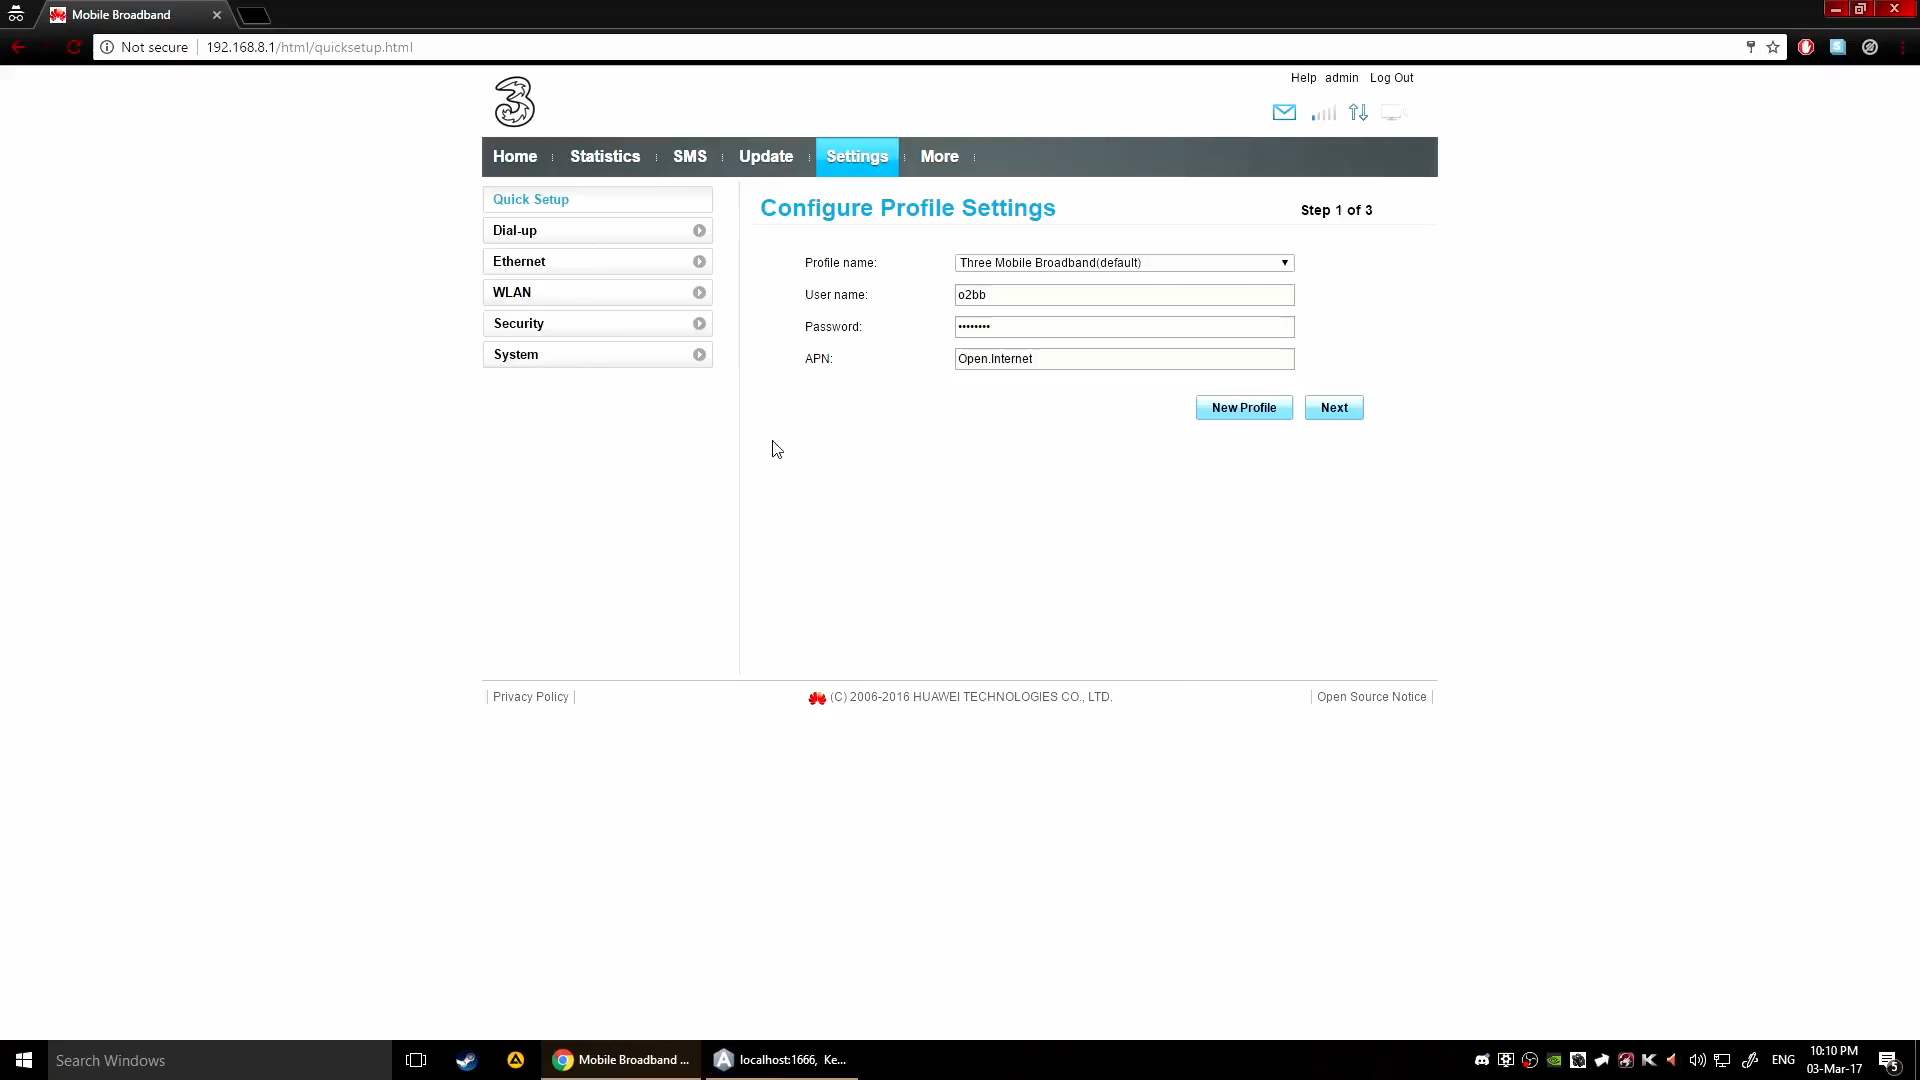 Mobile Broadband
Not secure
192.168.8.1/html/quicksetup.html
Help admin Log Out
3
Home Statistics SMS Update Settings More
Quick Setup
Dial-up
Ethernet
WLAN
Security
System
Configure Profile Settings
Step 1 of 3
Profile name: Three Mobile Broadband(default)
User name: o2bb
Password: ••••••••
APN: Open.Internet
New Profile Next
Privacy Policy
(C) 2006-2016 HUAWEI TECHNOLOGIES CO., LTD.
Open Source Notice
Search Windows
Mobile Broadband ...
localhost:1666, Ke...
ENG
10:10 PM
03-Mar-17
5